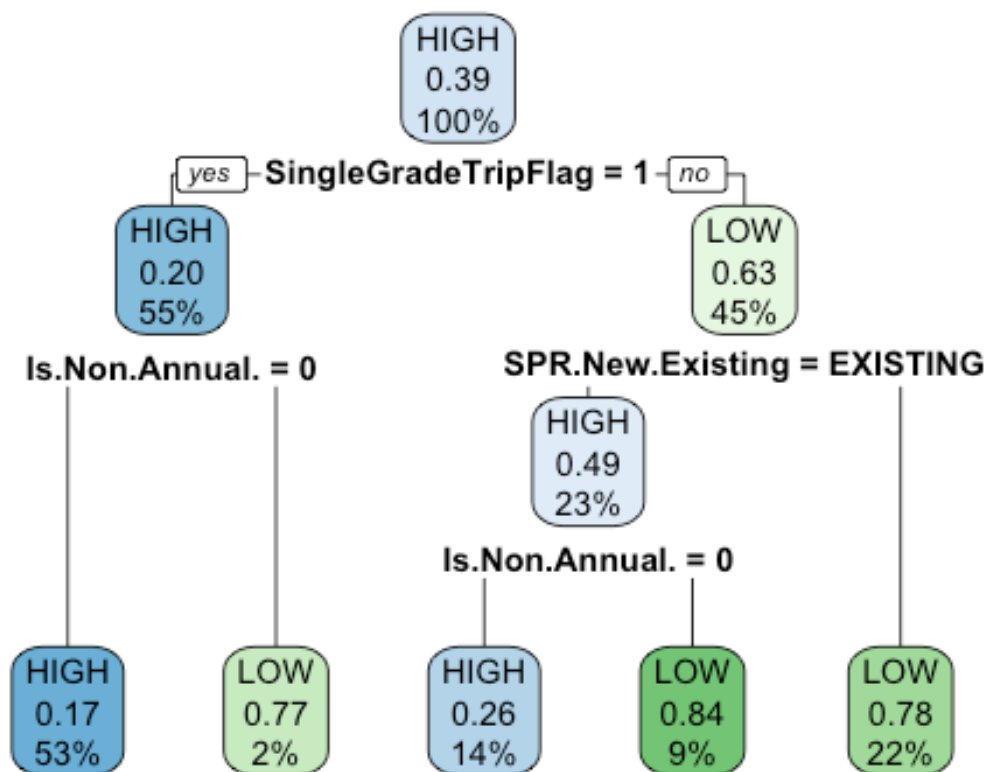 HIGH
0.39
100%
yes SingleGradeTripFlag = 1 no
HIGH
0.20
55%
LOW
0.63
45%
Is.Non.Annual. = 0
SPR.New.Existing = EXISTING
HIGH
0.49
23%
Is.Non.Annual. = 0
HIGH
0.17
53%
LOW
0.77
2%
HIGH
0.26
14%
LOW
0.84
9%
LOW
0.78
22%